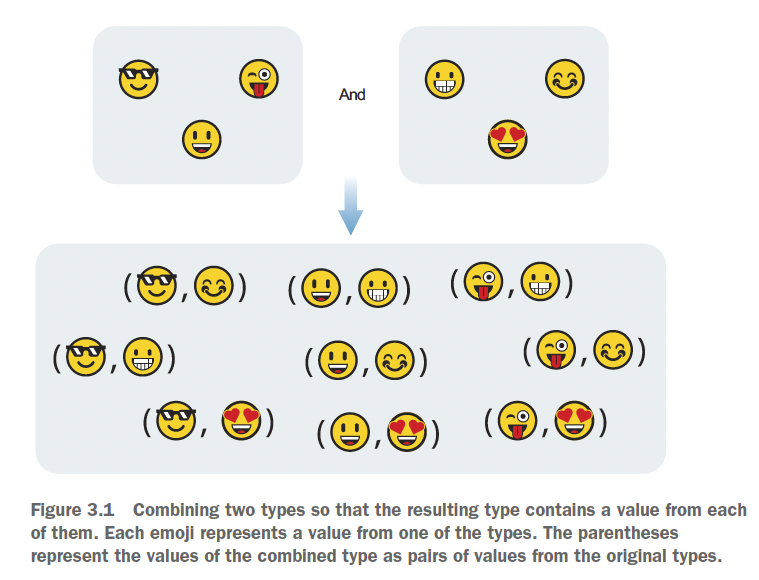 And
( , )
( , )
( , )
( , )
( , )
( , )
( , )
( , )
( , )
Figure 3.1 Combining two types so that the resulting type contains a value from each
of them. Each emoji represents a value from one of the types. The parentheses
represent the values of the combined type as pairs of values from the original types.